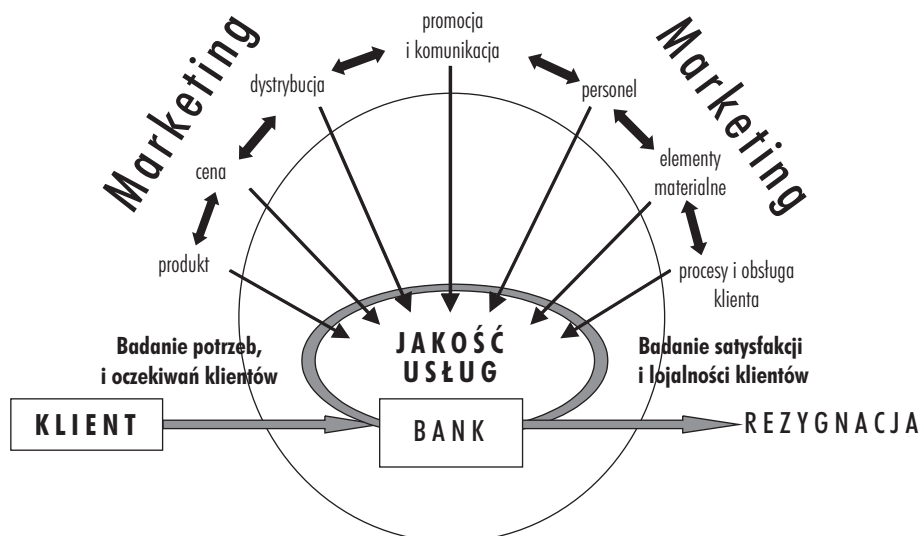 Marketing
Marketing
promocja
i komunikacja
dystrybucja
personel
cena
elementy
materialne
produkt
procesy i obsługa
klienta
JAKOŚĆ
USŁUG
Badanie potrzeb,
i oczekiwań klientów
Badanie satysfakcji
i lojalności klientów
KLIENT
BANK
REZYGNACJA